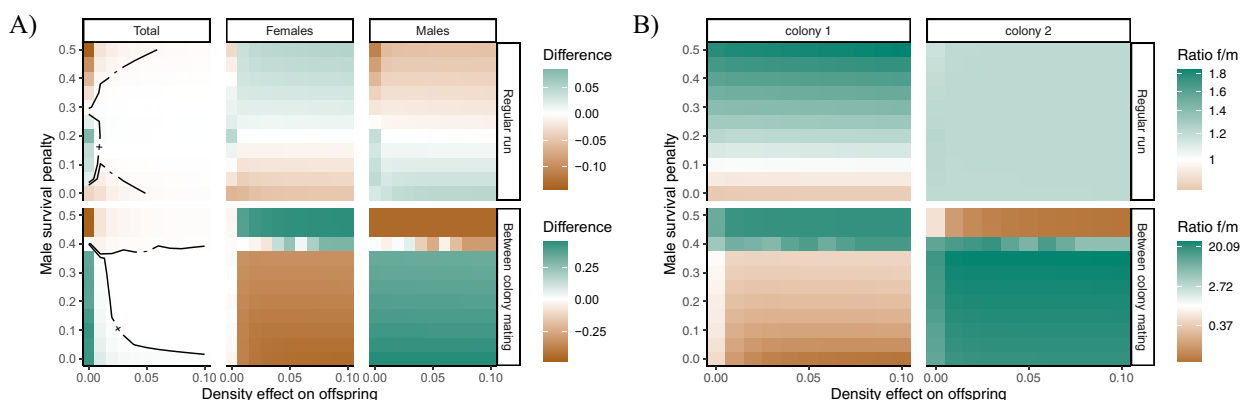 A)
Total
Females
Males
0.5
0.4
0.3
0.2
0.1
0.0
Regular run
Difference
0.05
0.00
−0.05
−0.10
Male survival penalty
0.5
0.4
0.3
0.2
0.1
0.0
Between colony mating
Difference
0.25
0.00
−0.25
0.00
0.05
0.10
0.00
0.05
0.10
0.00
0.05
0.10
Density effect on offspring
B)
colony 1
colony 2
0.5
0.4
0.3
0.2
0.1
0.0
Regular run
Ratio f/m
1.8
1.6
1.4
1.2
1
Male survival penalty
0.5
0.4
0.3
0.2
0.1
0.0
Between colony mating
Ratio f/m
20.09
2.72
0.37
0.00
0.05
0.10
0.00
0.05
0.10
Density effect on offspring